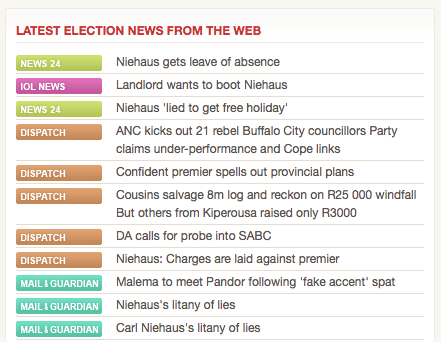 LATEST ELECTION NEWS FROM THE WEB
NEWS 24 Niehaus gets leave of absence
IOL NEWS Landlord wants to boot Niehaus
NEWS 24 Niehaus 'lied to get free holiday'
DISPATCH ANC kicks out 21 rebel Buffalo City councillors Party
claims under-performance and Cope links
DISPATCH Confident premier spells out provincial plans
DISPATCH Cousins salvage 8m log and reckon on R25 000 windfall
But others from Kiperousa raised only R3000
DISPATCH DA calls for probe into SABC
DISPATCH Niehaus: Charges are laid against premier
MAIL & GUARDIAN Malema to meet Pandor following 'fake accent' spat
MAIL & GUARDIAN Niehaus's litany of lies
MAIL & GUARDIAN Carl Niehaus's litany of lies